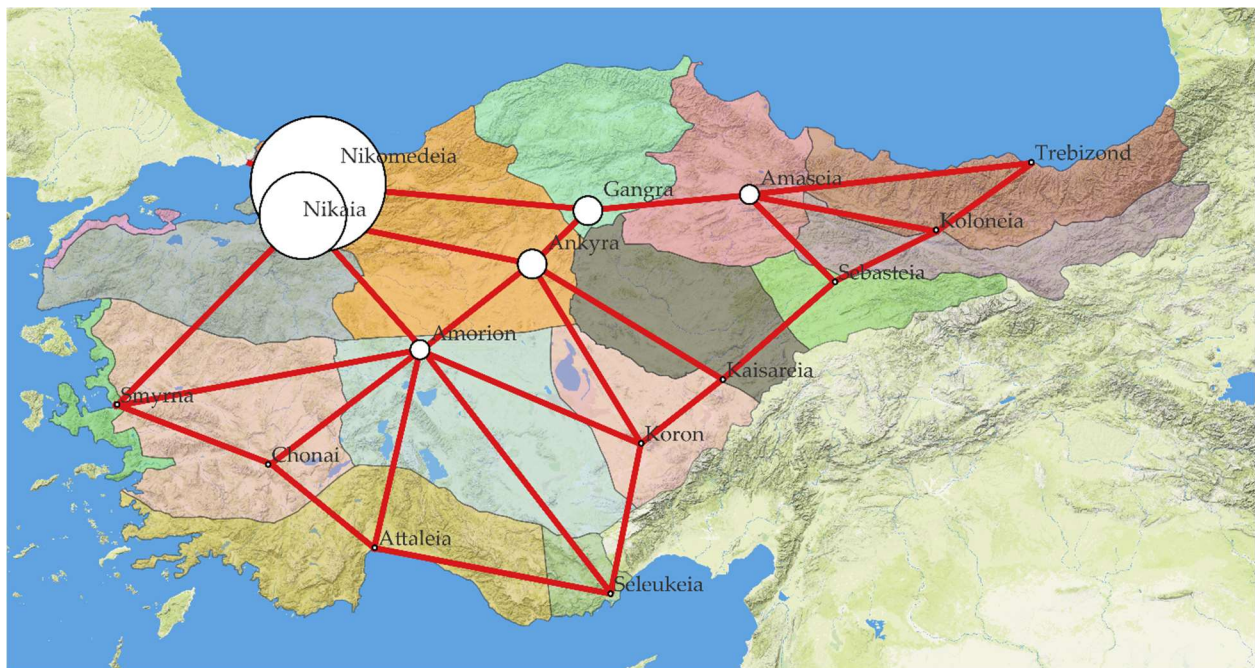 Nikomedeia
Trebizond
Gangra
Amaseia
Nikaia
Koloneia
Ankyra
Sebasteia
Amorion
Kaisareia
Smyrna
Koron
Chonai
Attaleia
Seleukeia